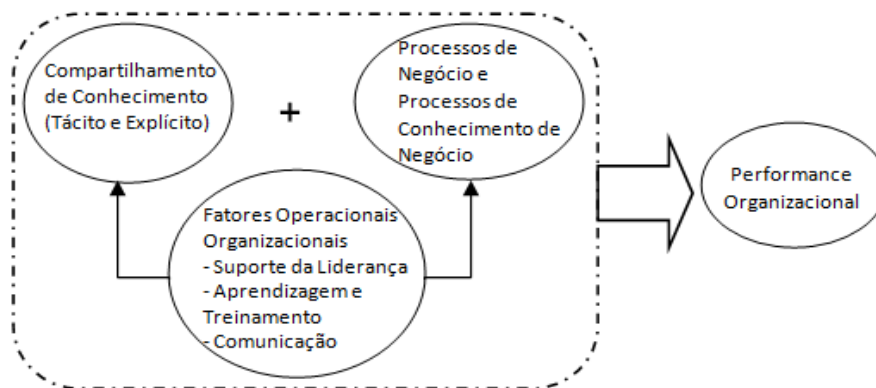 Compartilhamento
de Conhecimento
(Tácito e Explícito)
+
Processos de
Negócio e
Processos de
Conhecimento de
Negócio
Fatores Operacionais
Organizacionais
- Suporte da Liderança
- Aprendizagem e
Treinamento
- Comunicação
Performance
Organizacional